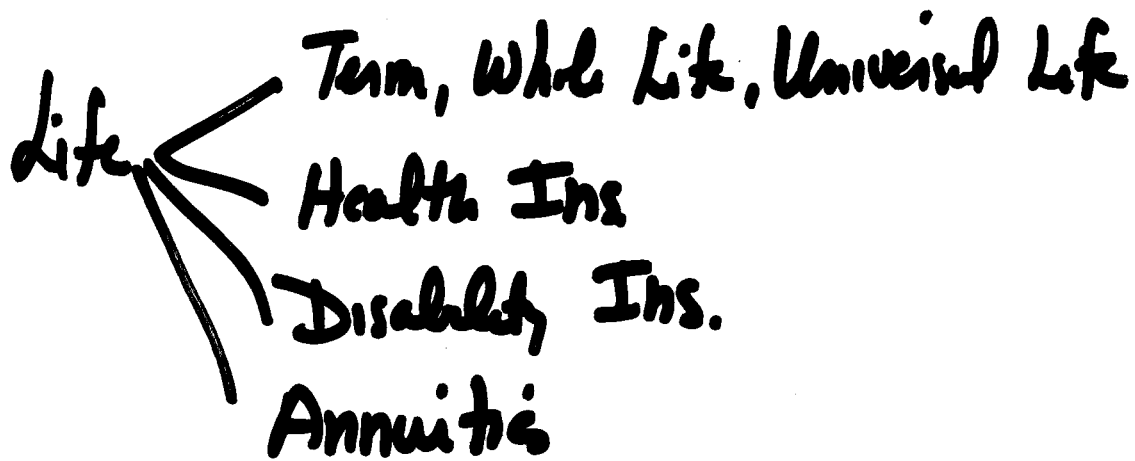 Term, Whole Life, Universal Life
Life
Health Ins
Disability Ins.
Annuities